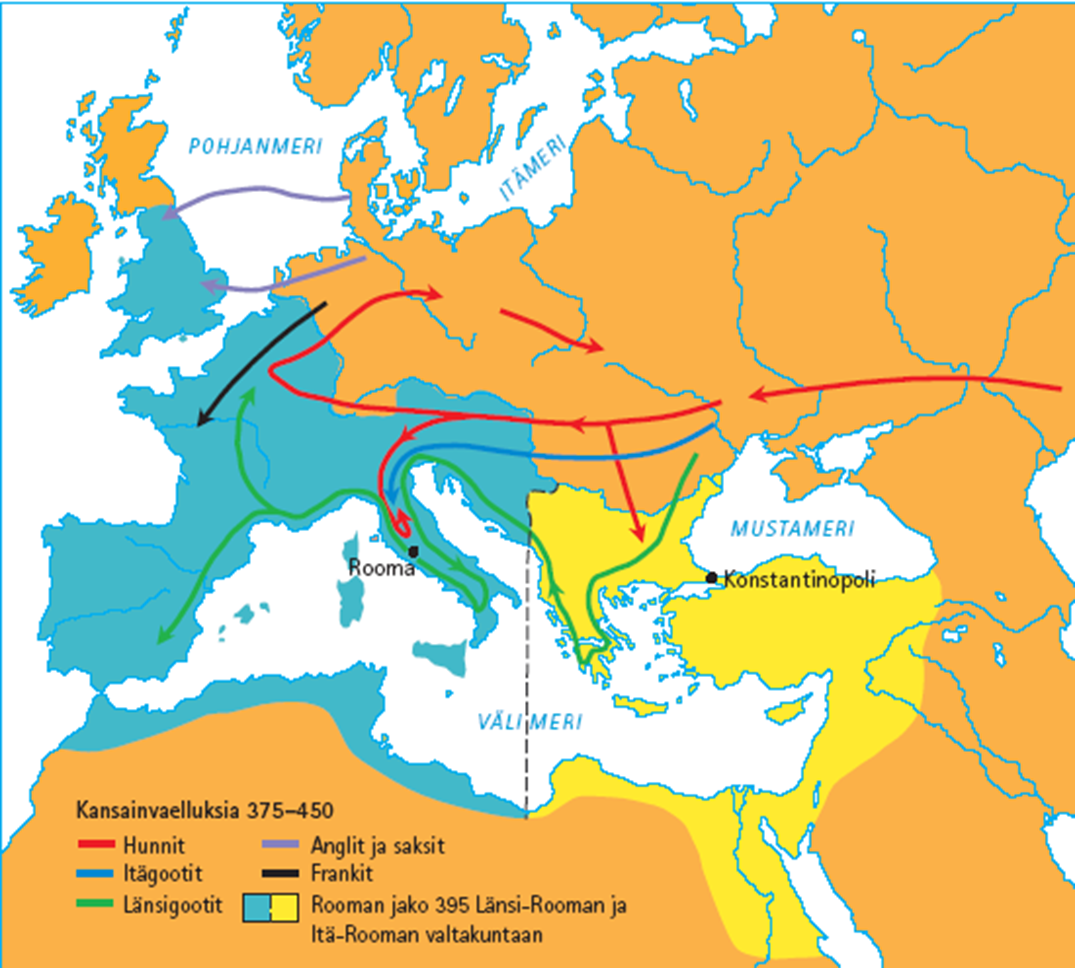 POHJANMERI
ITÄMERI
MUSTAMERI
Rooma
Konstantinopoli
VÄLIMERI
Kansainvaelluksia 375–450
Hunnit
Itägootit
Länsigootit
Anglit ja saksit
Frankit
Rooman jako 395 Länsi-Rooman ja
Itä-Rooman valtakuntaan